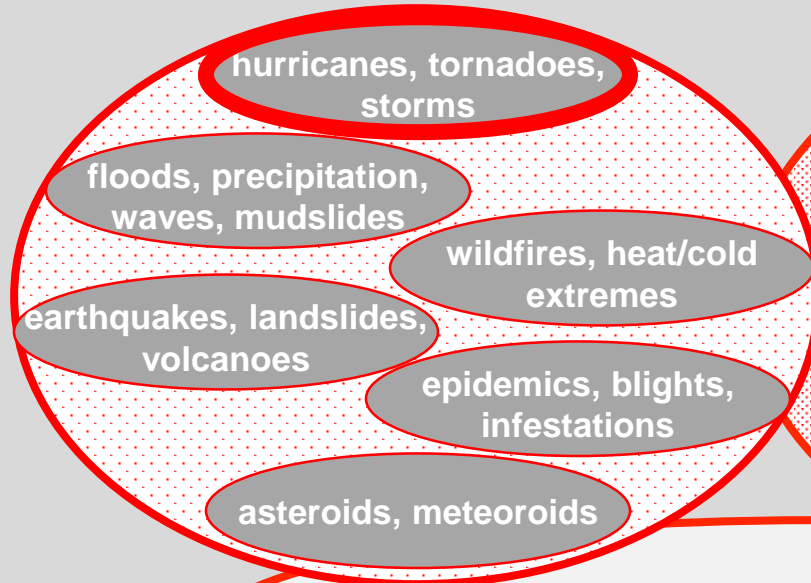 hurricanes, tornadoes,
storms
floods, precipitation,
waves, mudslides
wildfires, heat/cold
extremes
earthquakes, landslides,
volcanoes
epidemics, blights,
infestations
asteroids, meteoroids